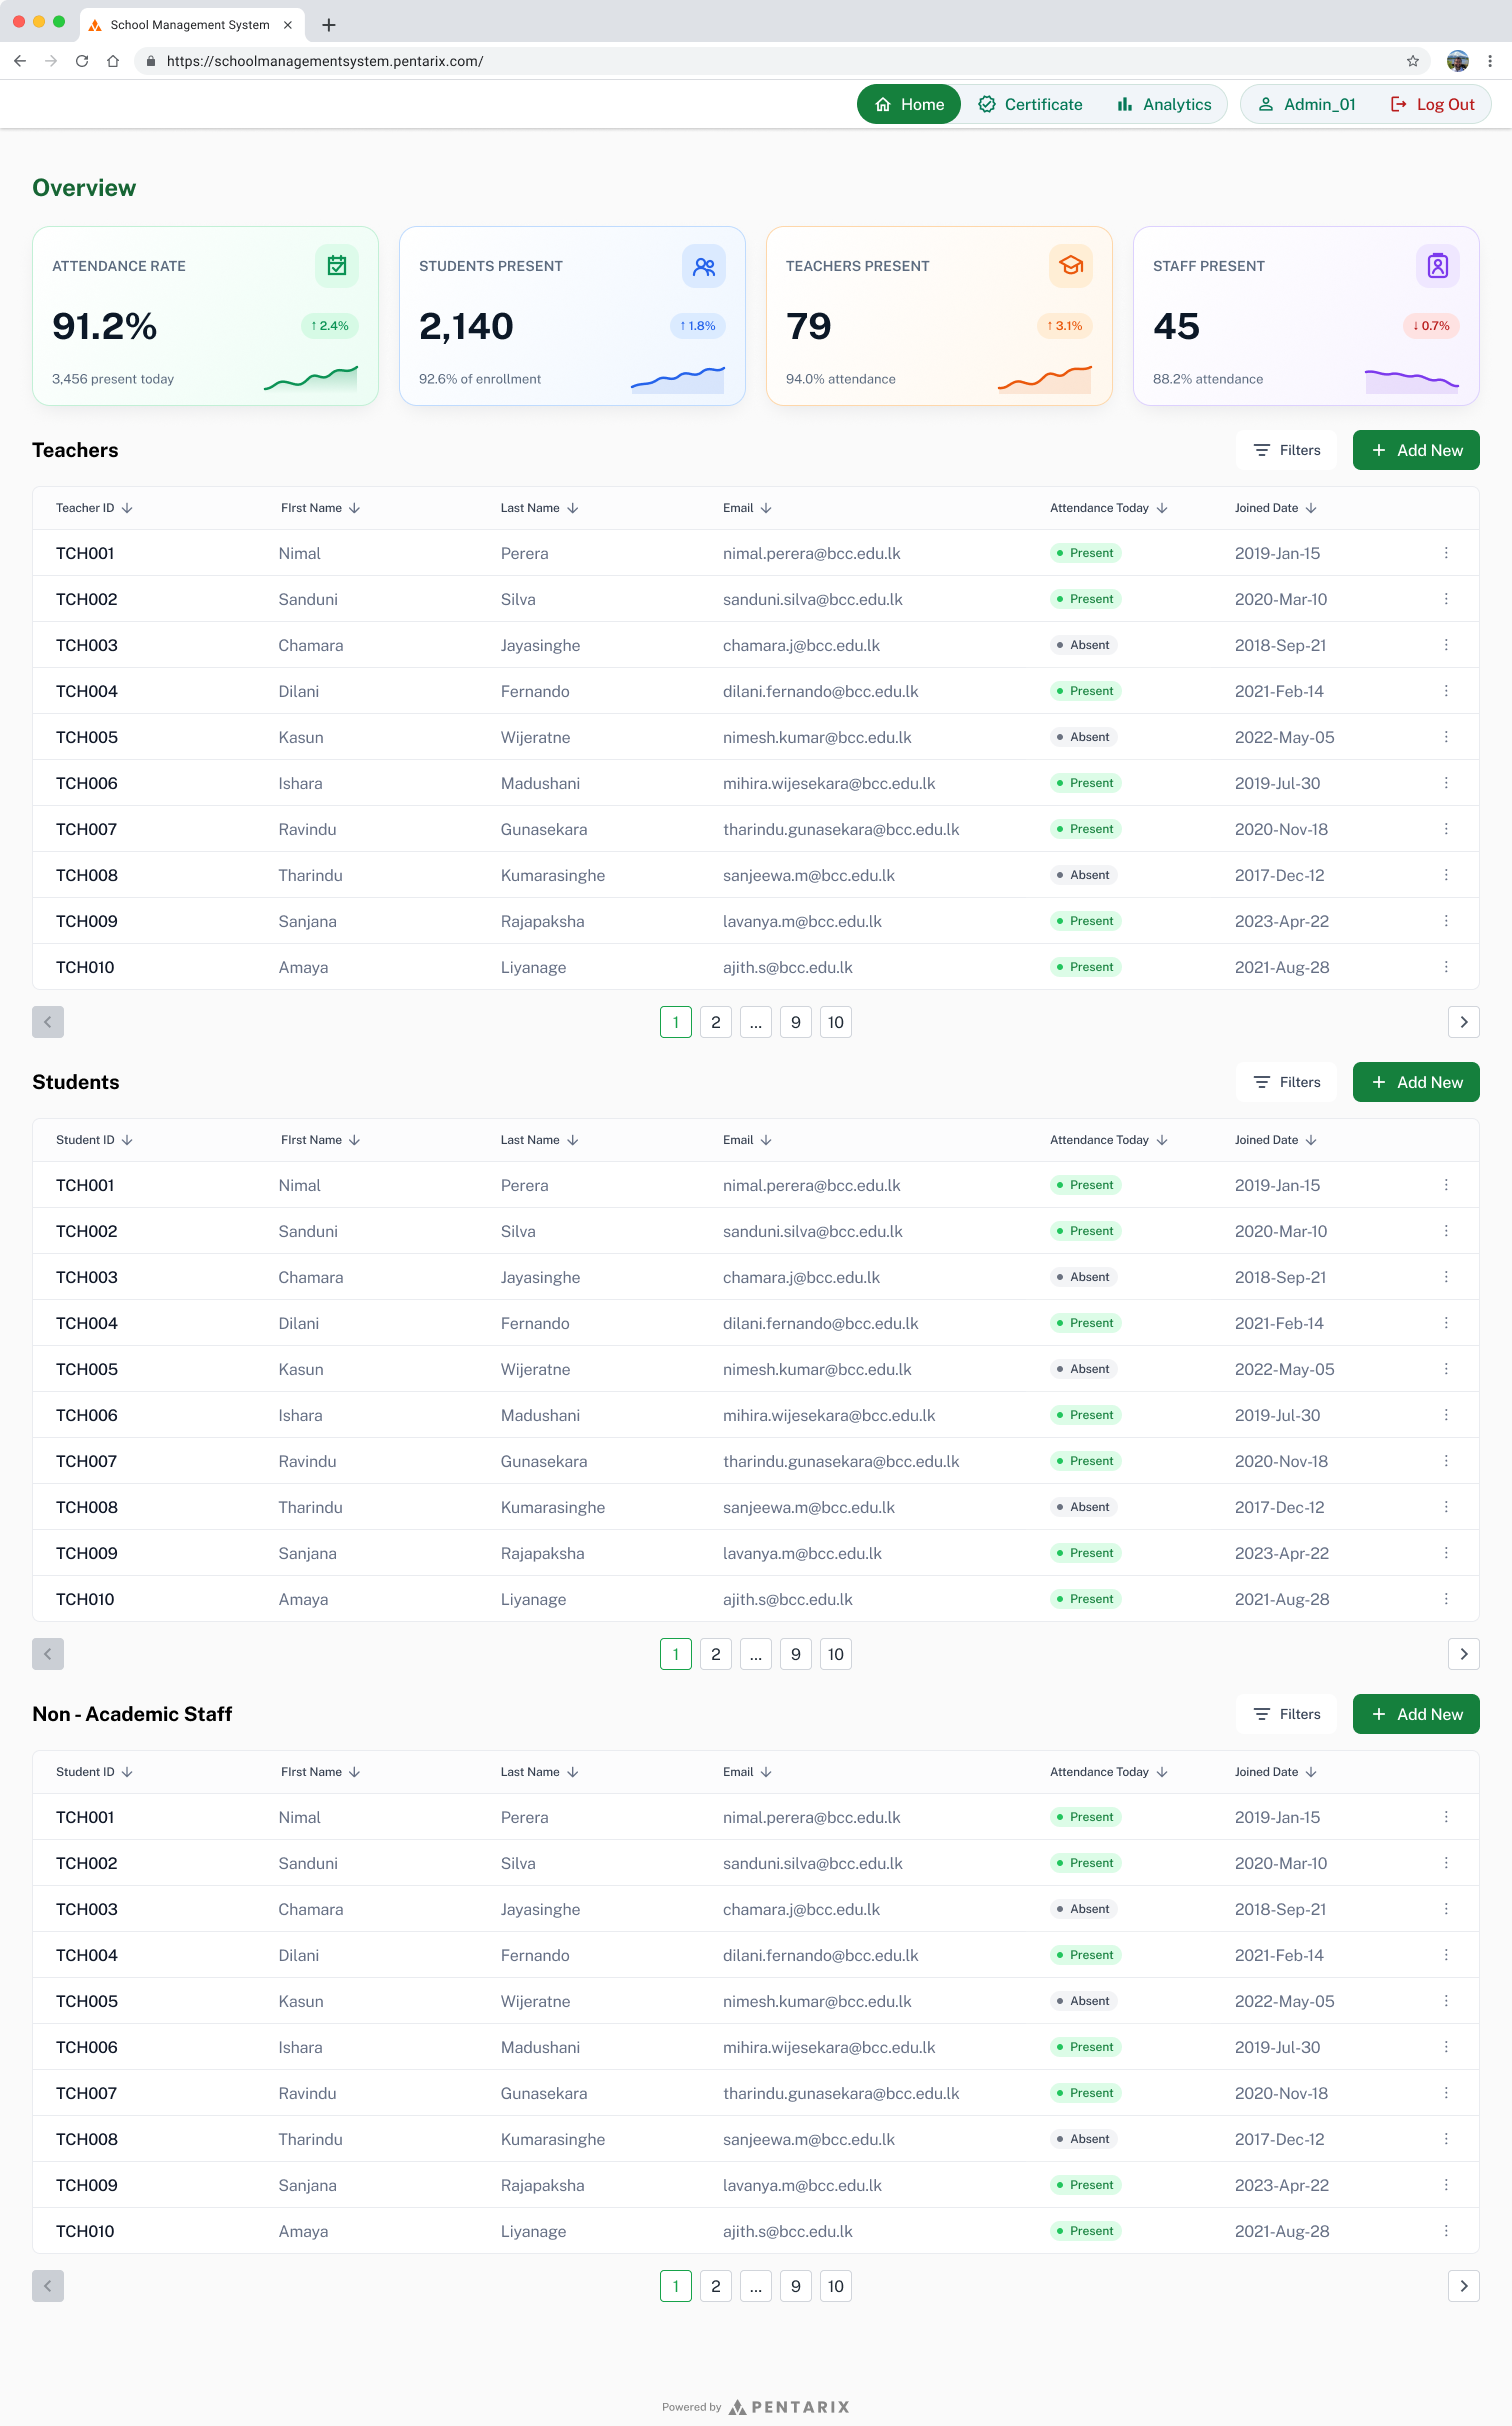 School Management System
https://schoolmanagementsystem.pentarix.com/
Home Certificate Analytics Admin_01 Log Out
Overview
ATTENDANCE RATE
91.2% ↑ 2.4%
3,456 present today
STUDENTS PRESENT
2,140 ↑ 1.8%
92.6% of enrollment
TEACHERS PRESENT
79 ↑ 3.1%
94.0% attendance
STAFF PRESENT
45 ↓ 0.7%
88.2% attendance
Teachers Filters + Add New
Teacher ID FIrst Name Last Name Email Attendance Today Joined Date
TCH001 Nimal Perera nimal.perera@bcc.edu.lk Present 2019-Jan-15
TCH002 Sanduni Silva sanduni.silva@bcc.edu.lk Present 2020-Mar-10
TCH003 Chamara Jayasinghe chamara.j@bcc.edu.lk Absent 2018-Sep-21
TCH004 Dilani Fernando dilani.fernando@bcc.edu.lk Present 2021-Feb-14
TCH005 Kasun Wijeratne nimesh.kumar@bcc.edu.lk Absent 2022-May-05
TCH006 Ishara Madushani mihira.wijesekara@bcc.edu.lk Present 2019-Jul-30
TCH007 Ravindu Gunasekara tharindu.gunasekara@bcc.edu.lk Present 2020-Nov-18
TCH008 Tharindu Kumarasinghe sanjeewa.m@bcc.edu.lk Absent 2017-Dec-12
TCH009 Sanjana Rajapaksha lavanya.m@bcc.edu.lk Present 2023-Apr-22
TCH010 Amaya Liyanage ajith.s@bcc.edu.lk Present 2021-Aug-28
1 2 ... 9 10
Students Filters + Add New
Student ID FIrst Name Last Name Email Attendance Today Joined Date
TCH001 Nimal Perera nimal.perera@bcc.edu.lk Present 2019-Jan-15
TCH002 Sanduni Silva sanduni.silva@bcc.edu.lk Present 2020-Mar-10
TCH003 Chamara Jayasinghe chamara.j@bcc.edu.lk Absent 2018-Sep-21
TCH004 Dilani Fernando dilani.fernando@bcc.edu.lk Present 2021-Feb-14
TCH005 Kasun Wijeratne nimesh.kumar@bcc.edu.lk Absent 2022-May-05
TCH006 Ishara Madushani mihira.wijesekara@bcc.edu.lk Present 2019-Jul-30
TCH007 Ravindu Gunasekara tharindu.gunasekara@bcc.edu.lk Present 2020-Nov-18
TCH008 Tharindu Kumarasinghe sanjeewa.m@bcc.edu.lk Absent 2017-Dec-12
TCH009 Sanjana Rajapaksha lavanya.m@bcc.edu.lk Present 2023-Apr-22
TCH010 Amaya Liyanage ajith.s@bcc.edu.lk Present 2021-Aug-28
1 2 ... 9 10
Non - Academic Staff Filters + Add New
Student ID FIrst Name Last Name Email Attendance Today Joined Date
TCH001 Nimal Perera nimal.perera@bcc.edu.lk Present 2019-Jan-15
TCH002 Sanduni Silva sanduni.silva@bcc.edu.lk Present 2020-Mar-10
TCH003 Chamara Jayasinghe chamara.j@bcc.edu.lk Absent 2018-Sep-21
TCH004 Dilani Fernando dilani.fernando@bcc.edu.lk Present 2021-Feb-14
TCH005 Kasun Wijeratne nimesh.kumar@bcc.edu.lk Absent 2022-May-05
TCH006 Ishara Madushani mihira.wijesekara@bcc.edu.lk Present 2019-Jul-30
TCH007 Ravindu Gunasekara tharindu.gunasekara@bcc.edu.lk Present 2020-Nov-18
TCH008 Tharindu Kumarasinghe sanjeewa.m@bcc.edu.lk Absent 2017-Dec-12
TCH009 Sanjana Rajapaksha lavanya.m@bcc.edu.lk Present 2023-Apr-22
TCH010 Amaya Liyanage ajith.s@bcc.edu.lk Present 2021-Aug-28
1 2 ... 9 10
Powered by PENTARIX